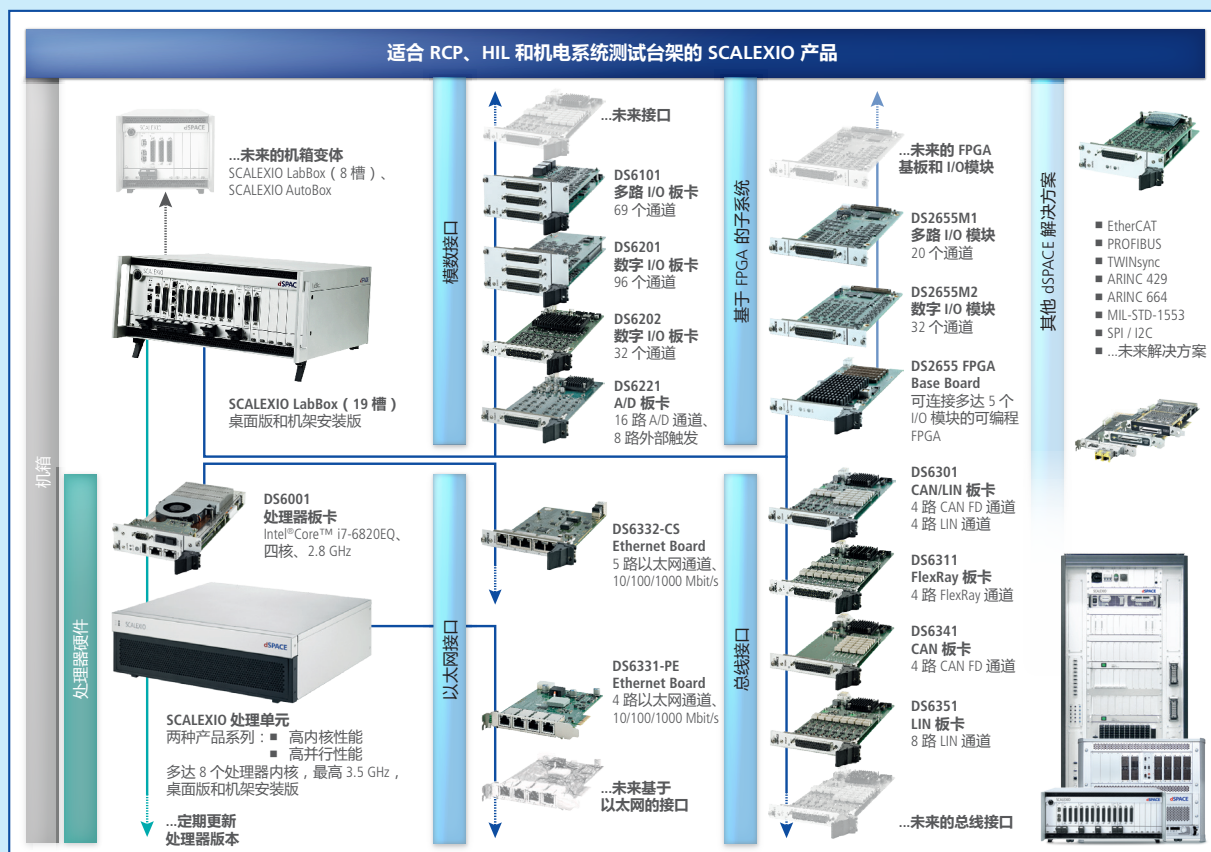 适合 RCP、HIL 和机电系统测试台架的 SCALEXIO 产品
机箱
...未来的机箱变体
SCALEXIO LabBox（8 槽）、
SCALEXIO AutoBox
SCALEXIO
dSPACE
SCALEXIO LabBox（19 槽）
桌面版和机架安装版
处理器硬件
DS6001
处理器板卡
Intel®Core™ i7-6820EQ、
四核、2.8 GHz
SCALEXIO
dSPACE
SCALEXIO 处理单元
两种产品系列：■ 高内核性能
■ 高并行性能
多达 8 个处理器内核，最高 3.5 GHz，
桌面版和机架安装版
...定期更新
处理器版本
模数接口
...未来接口
DS6101
多路 I/O 板卡
69 个通道
DS6201
数字 I/O 板卡
96 个通道
DS6202
数字 I/O 板卡
32 个通道
DS6221
A/D 板卡
16 路 A/D 通道、
8 路外部触发
以太网接口
DS6332-CS
Ethernet Board
5 路以太网通道、
10/100/1000 Mbit/s
DS6331-PE
Ethernet Board
4 路以太网通道、
10/100/1000 Mbit/s
...未来基于
以太网的接口
基于 FPGA 的子系统
...未来的 FPGA
基板和 I/O模块
DS2655M1
多路 I/O 模块
20 个通道
DS2655M2
数字 I/O 模块
32 个通道
DS2655 FPGA
Base Board
可连接多达 5 个
I/O 模块的可编程
FPGA
总线接口
DS6301
CAN/LIN 板卡
4 路 CAN FD 通道
4 路 LIN 通道
DS6311
FlexRay 板卡
4 路 FlexRay 通道
DS6341
CAN 板卡
4 路 CAN FD 通道
DS6351
LIN 板卡
8 路 LIN 通道
...未来的总线接口
其他 dSPACE 解决方案
■ EtherCAT
■ PROFIBUS
■ TWINsync
■ ARINC 429
■ ARINC 664
■ MIL-STD-1553
■ SPI / I2C
■ ...未来解决方案
dSPACE